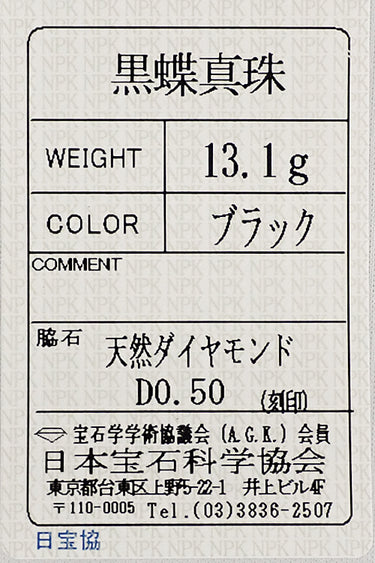 黒蝶真珠
WEIGHT 13.1g
COLOR ブラック
COMMENT
脇石 天然ダイヤモンド
D0.50 (刻印)
宝石学学術協議会 (A.G.K.) 会員
日本宝石科学協会
東京都台東区上野5-22-1 井上ビル4F
〒110-0005 Tel.(03)3836-2507
日宝協